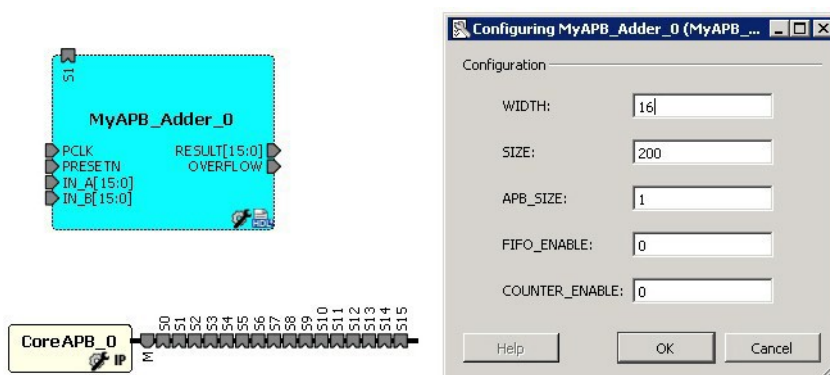 S1
MyAPB_Adder_0
PCLK RESULT[15:0]
PRESETN OVERFLOW
IN_A[15:0]
IN_B[15:0]
HDL
CoreAPB_0
IP
M S0 S1 S2 S3 S4 S5 S6 S7 S8 S9 S10 S11 S12 S13 S14 S15
Configuring MyAPB_Adder_0 (MyAPB_...
Configuration
WIDTH: 16
SIZE: 200
APB_SIZE: 1
FIFO_ENABLE: 0
COUNTER_ENABLE: 0
Help OK Cancel